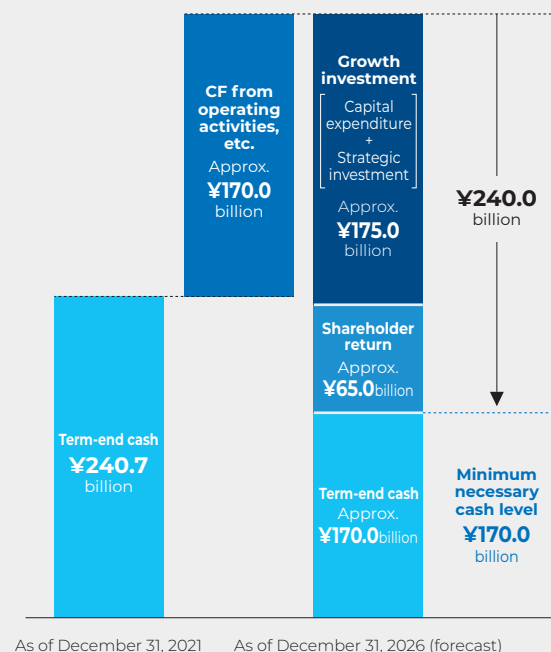 CF from
operating
activities,
etc.
Approx.
¥170.0
billion
Growth
investment
Capital
expenditure
+
Strategic
investment
Approx.
¥175.0
billion
¥240.0
billion
Shareholder
return
Approx.
¥65.0billion
Term-end cash
¥240.7
billion
Term-end cash
Approx.
¥170.0billion
Minimum
necessary
cash level
¥170.0
billion
As of December 31, 2021
As of December 31, 2026 (forecast)